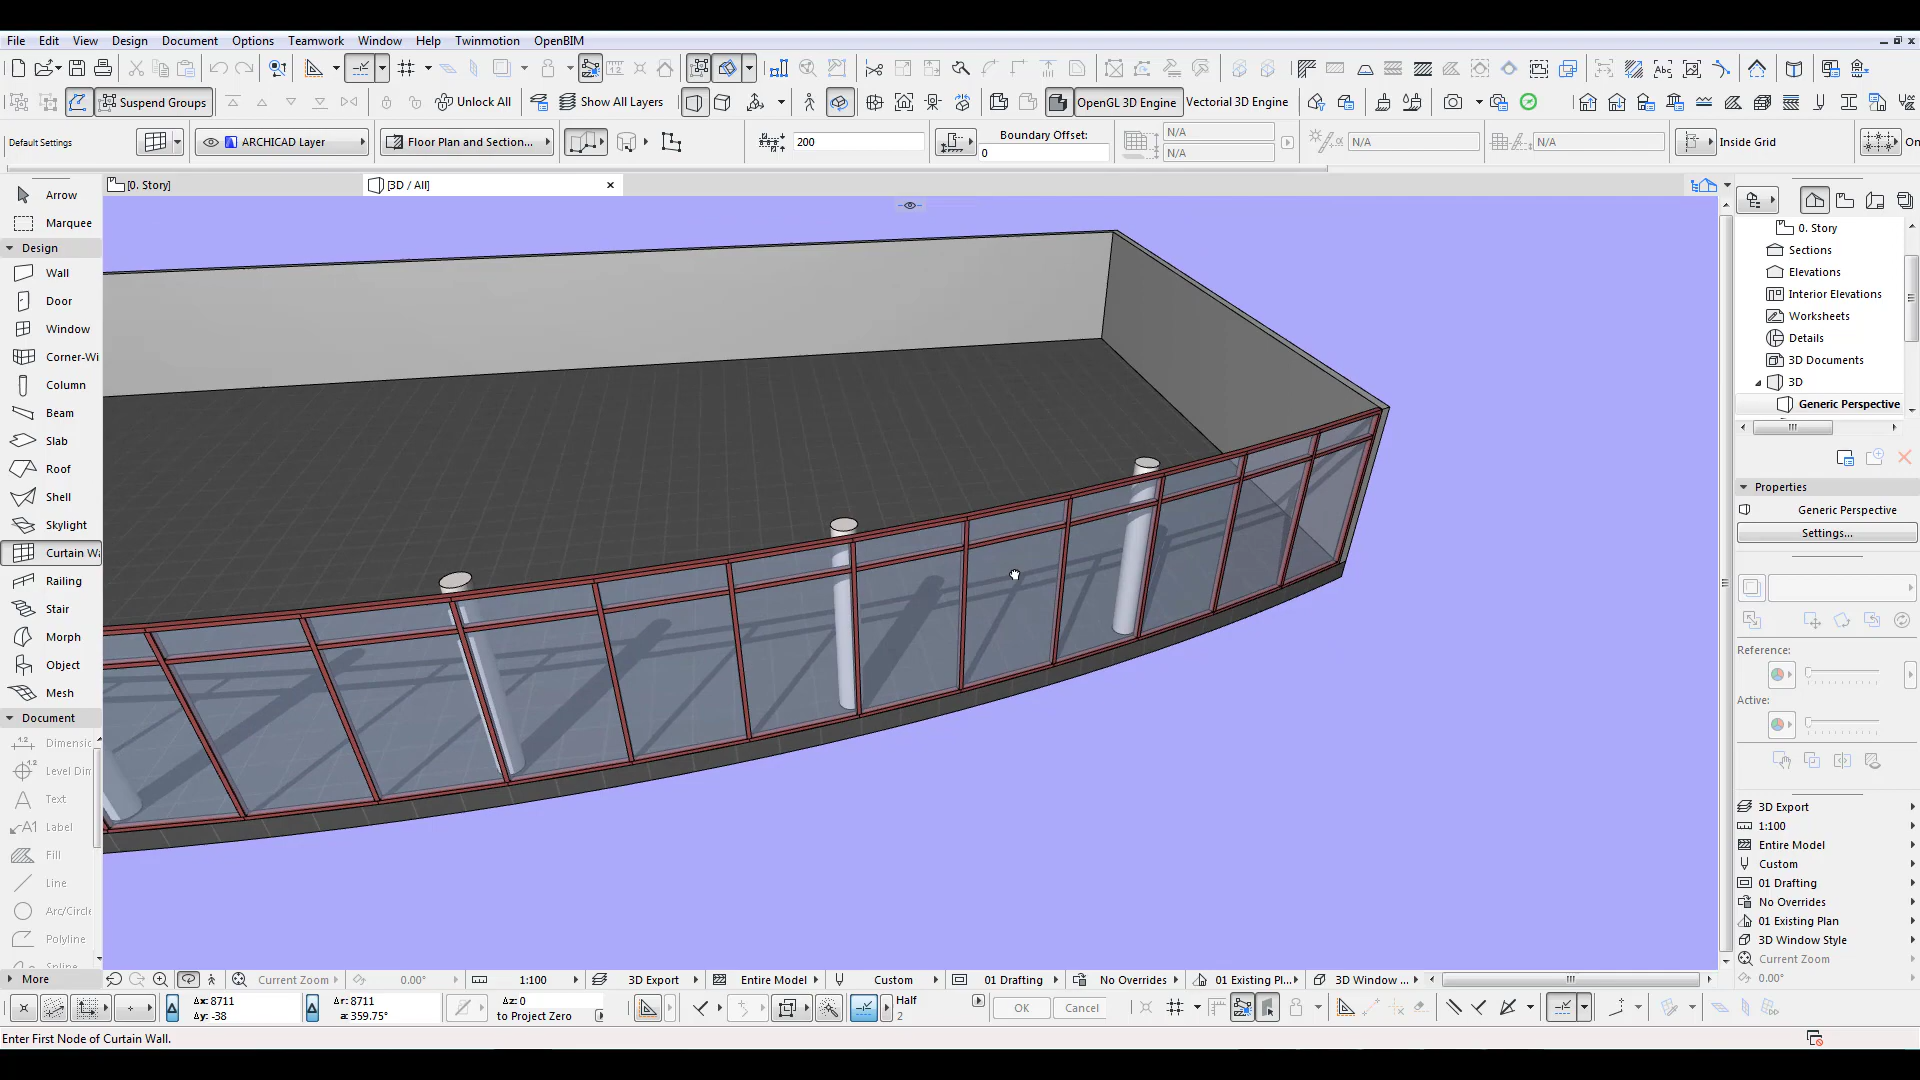 File Edit View Design Document Options Teamwork Window Help Twinmotion OpenBIM
Suspend Groups Unlock All Show All Layers OpenGL 3D Engine Vectorial 3D Engine
Default Settings
ARCHICAD Layer
Floor Plan and Section...
200
Boundary Offset:
0
N/A
N/A
N/A
N/A
Inside Grid
On
[0. Story]
[3D / All]
Arrow
Marquee
Design
Wall
Door
Window
Corner-Wi
Column
Beam
Slab
Roof
Shell
Skylight
Curtain Wa
Railing
Stair
Morph
Object
Mesh
Document
Dimensic
Level Dim
Text
Label
Fill
Line
Arc/Circle
Polyline
Spline
More
0. Story
Sections
Elevations
Interior Elevations
Worksheets
Details
3D Documents
3D
Generic Perspective
Properties
Generic Perspective
Settings...
Reference:
Active:
3D Export
1:100
Entire Model
Custom
01 Drafting
No Overrides
01 Existing Plan
3D Window Style
Current Zoom
0.00°
Current Zoom 0.00° 1:100 3D Export Entire Model Custom 01 Drafting No Overrides 01 Existing Pl... 3D Window ...
Δx: 8711
Δy: -38
Δr: 8711
a: 359.75°
Δz: 0
to Project Zero
Half
2
OK Cancel
Enter First Node of Curtain Wall.